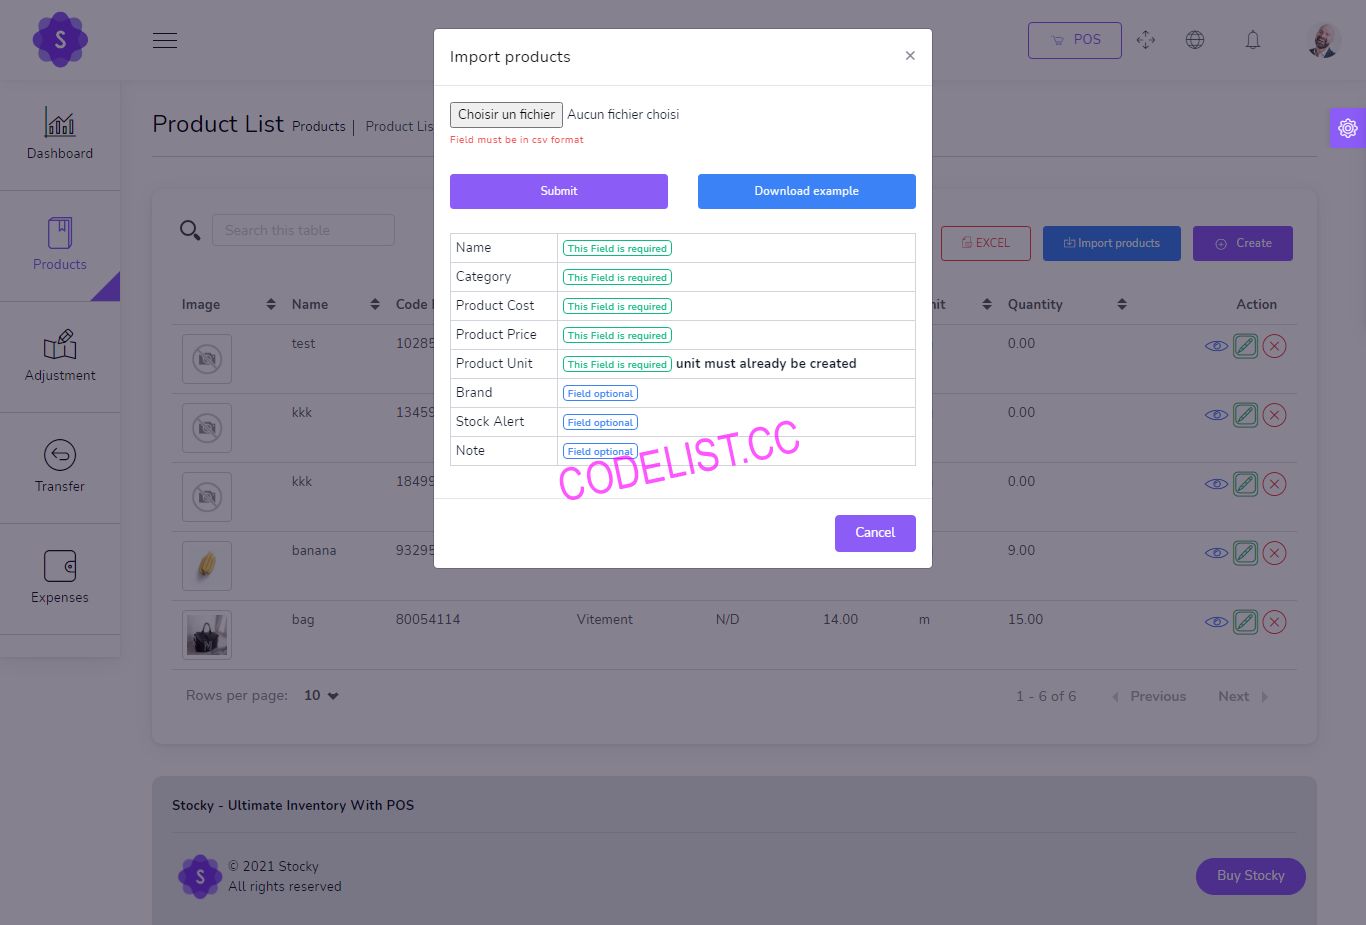 S
POS
Import products
×
Choisir un fichier Aucun fichier choisi
Field must be in csv format
Submit
Download example
Name This Field is required
Category This Field is required
Product Cost This Field is required
Product Price This Field is required
Product Unit This Field is required unit must already be created
Brand Field optional
Stock Alert Field optional
Note Field optional
CODELIST.CC
Cancel
Dashboard
Products
Adjustment
Transfer
Expenses
Product List Products | Product Lis
Search this table
EXCEL
Import products
Create
Image Name Code Quantity Action
test 10285 0.00
kkk 13459 0.00
kkk 18499 0.00
banana 93295 9.00
bag 80054114 Vitement N/D 14.00 m 15.00
Rows per page: 10
1 - 6 of 6 Previous Next
Stocky - Ultimate Inventory With POS
S
© 2021 Stocky
All rights reserved
Buy Stocky